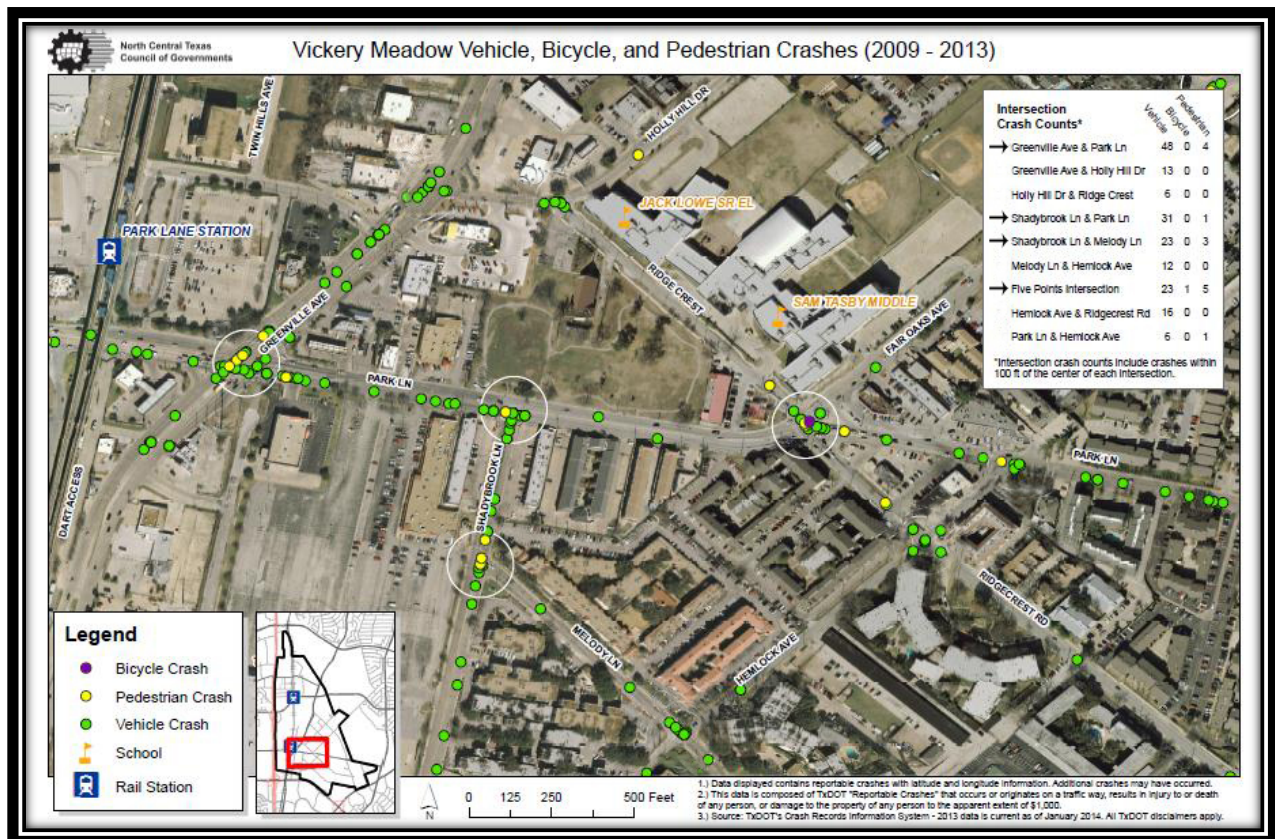 North Central Texas
Council of Governments
Vickery Meadow Vehicle, Bicycle, and Pedestrian Crashes (2009 - 2013)
TWIN HILLS AVE
HOLLY HILL DR
JACK LOWE SR EL
PARK LANE STATION
RIDGE CREST
SAM TASBY MIDDLE
GREENVILLE AVE
FAIR OAKS AVE
PARK LN
PARK LN
SHADYBROOK LN
DART ACCESS
RIDGECREST RD
MELODY LN
HEMLOCK AVE
Intersection
Crash Counts*
Vehicle
Bicycle
Pedestrian
Greenville Ave & Park Ln 48 0 4
Greenville Ave & Holly Hill Dr 13 0 0
Holly Hill Dr & Ridge Crest 6 0 0
Shadybrook Ln & Park Ln 31 0 1
Shadybrook Ln & Melody Ln 23 0 3
Melody Ln & Hemlock Ave 12 0 0
Five Points Intersection 23 1 5
Hemlock Ave & Ridgecrest Rd 16 0 0
Park Ln & Hemlock Ave 6 0 1
*Intersection crash counts include crashes within
100 ft of the center of each intersection.
Legend
Bicycle Crash
Pedestrian Crash
Vehicle Crash
School
Rail Station
N
0 125 250 500 Feet
1.) Data displayed contains reportable crashes with latitude and longitude information. Additional crashes may have occurred.
2.) This data is composed of TxDOT "Reportable Crashes" that occurs or originates on a traffic way, results in injury to or death
of any person, or damage to the property of any person to the apparent extent of $1,000.
3.) Source: TxDOT's Crash Records Information System - 2013 data is current as of January 2014. All TxDOT disclaimers apply.